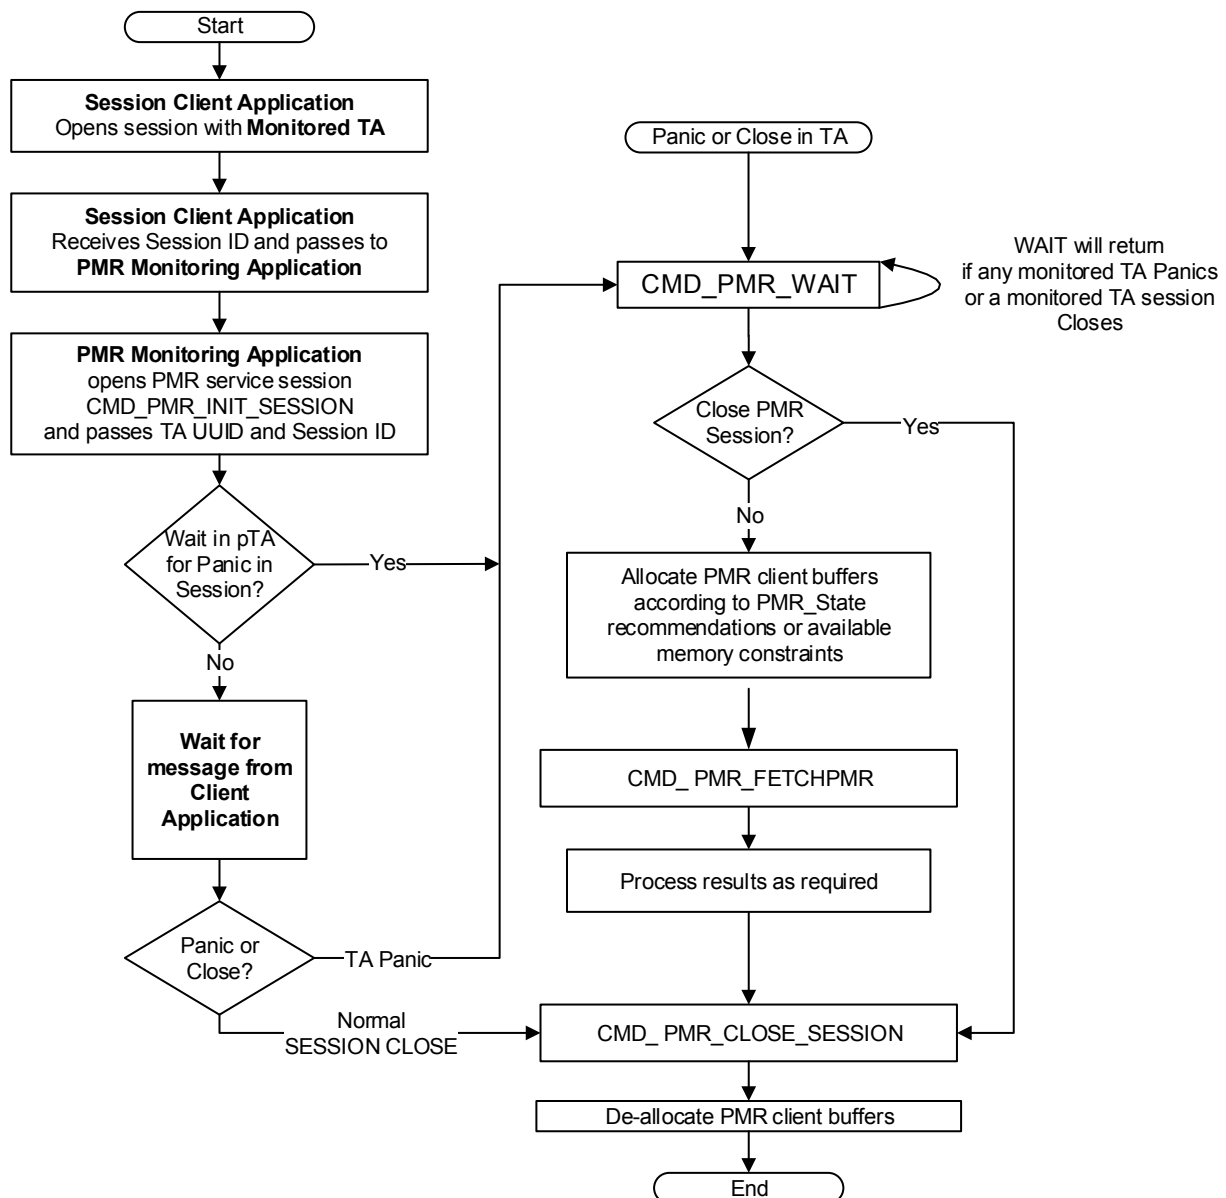 Start
Session Client Application
Opens session with Monitored TA
Session Client Application
Receives Session ID and passes to
PMR Monitoring Application
PMR Monitoring Application
opens PMR service session
CMD_PMR_INIT_SESSION
and passes TA UUID and Session ID
Wait in pTA
for Panic in
Session?
Yes
No
Wait for
message from
Client
Application
Panic or
Close?
TA Panic
Normal
SESSION CLOSE
Panic or Close in TA
CMD_PMR_WAIT
WAIT will return
if any monitored TA Panics
or a monitored TA session
Closes
Close PMR
Session?
Yes
No
Allocate PMR client buffers
according to PMR_State
recommendations or available
memory constraints
CMD_ PMR_FETCHPMR
Process results as required
CMD_ PMR_CLOSE_SESSION
De-allocate PMR client buffers
End